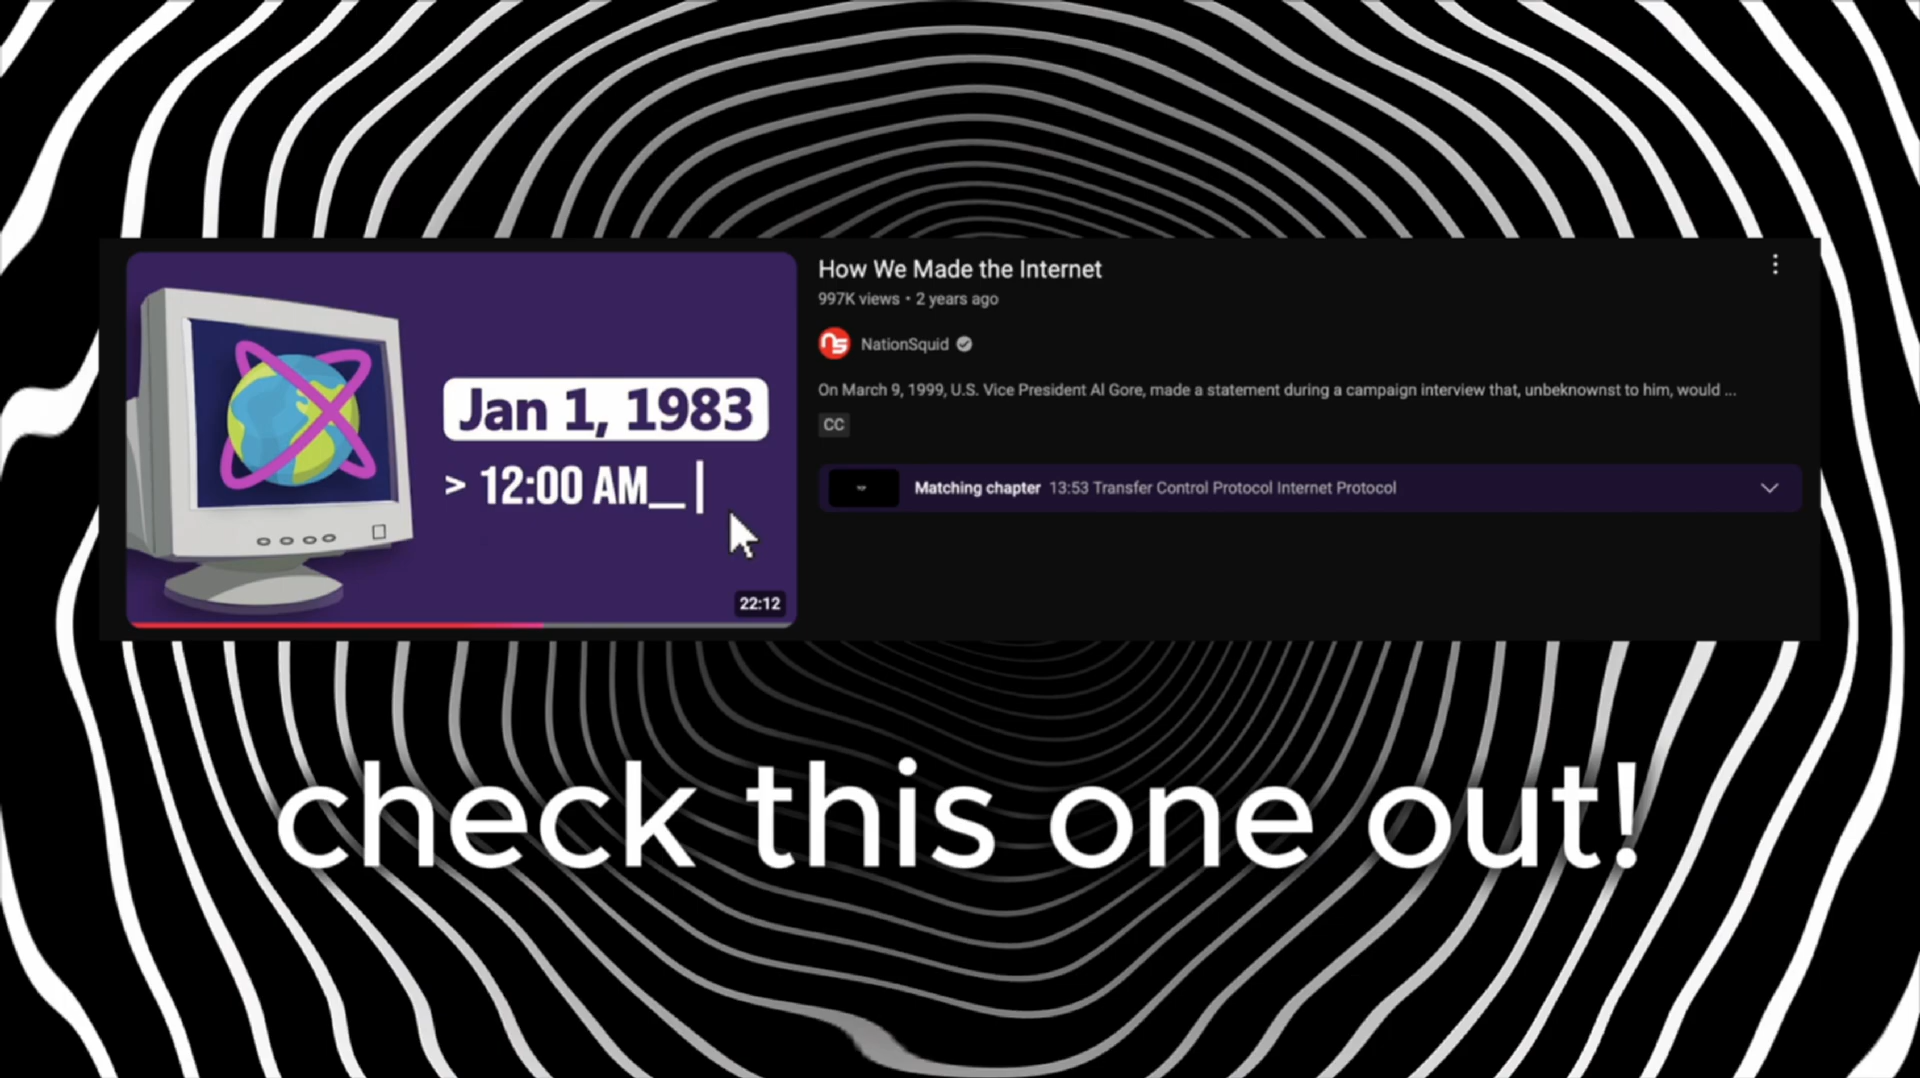 Jan 1, 1983
> 12:00 AM_|
22:12
How We Made the Internet
997K views • 2 years ago
NationSquid
On March 9, 1999, U.S. Vice President Al Gore, made a statement during a campaign interview that, unbeknownst to him, would ...
CC
Matching chapter 13:53 Transfer Control Protocol Internet Protocol
check this one out!